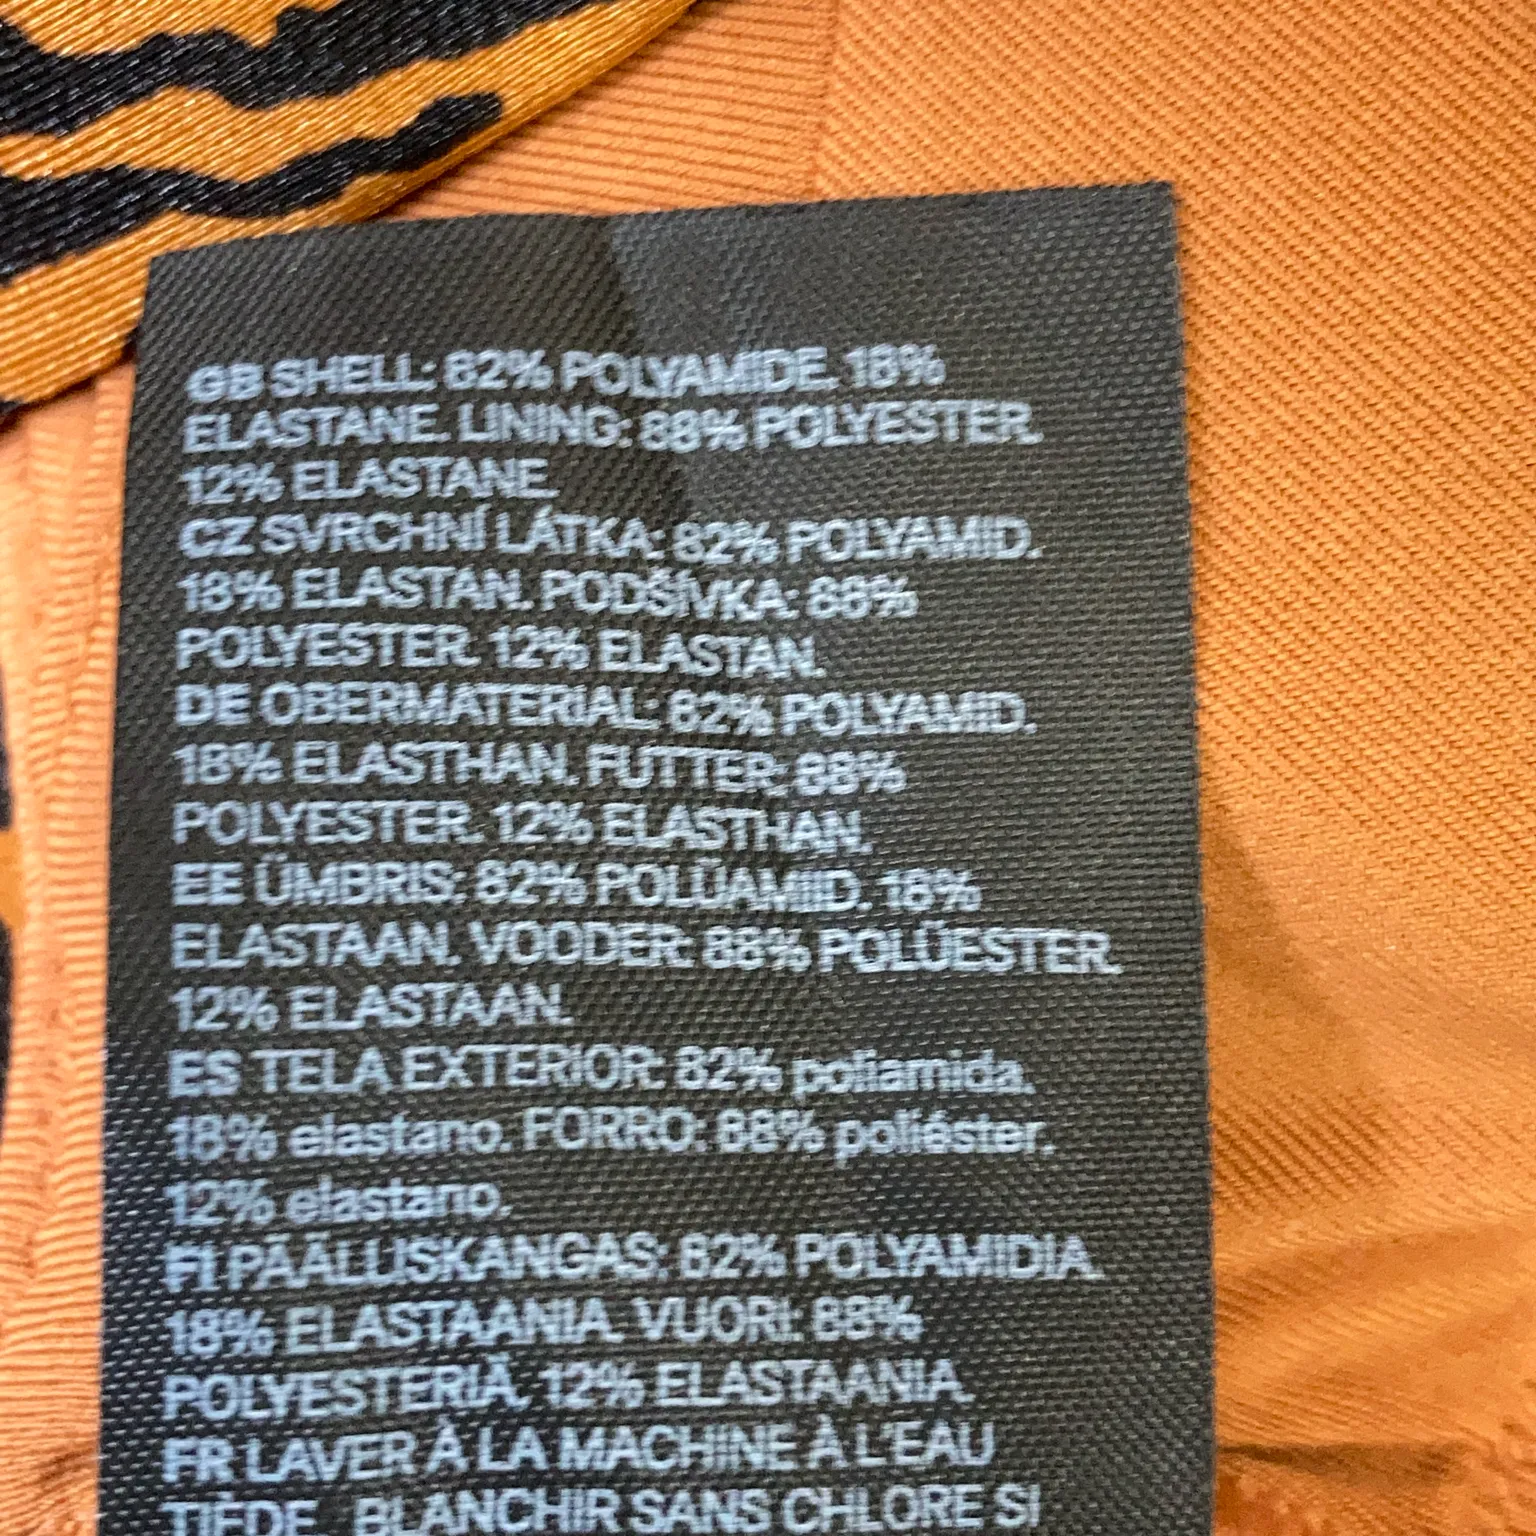 GB SHELL: 82% POLYAMIDE. 18%
ELASTANE. LINING: 88% POLYESTER.
12% ELASTANE.
CZ SVRCHNÍ LÁTKA: 82% POLYAMID.
18% ELASTAN. PODŠÍVKA: 88%
POLYESTER. 12% ELASTAN.
DE OBERMATERIAL: 82% POLYAMID.
18% ELASTHAN. FUTTER: 88%
POLYESTER. 12% ELASTHAN.
EE ÜMBRIS: 82% POLÜAMIID. 18%
ELASTAAN. VOODER: 88% POLÜESTER.
12% ELASTAAN.
ES TELA EXTERIOR: 82% poliamida.
18% elastano. FORRO: 88% poliéster.
12% elastano.
FI PÄÄLLISKANGAS: 82% POLYAMIDIA.
18% ELASTAANIA. VUORI: 88%
POLYESTERIÄ. 12% ELASTAANIA.
FR LAVER À LA MACHINE À L'EAU
TIÈDE. BLANCHIR SANS CHLORE SI